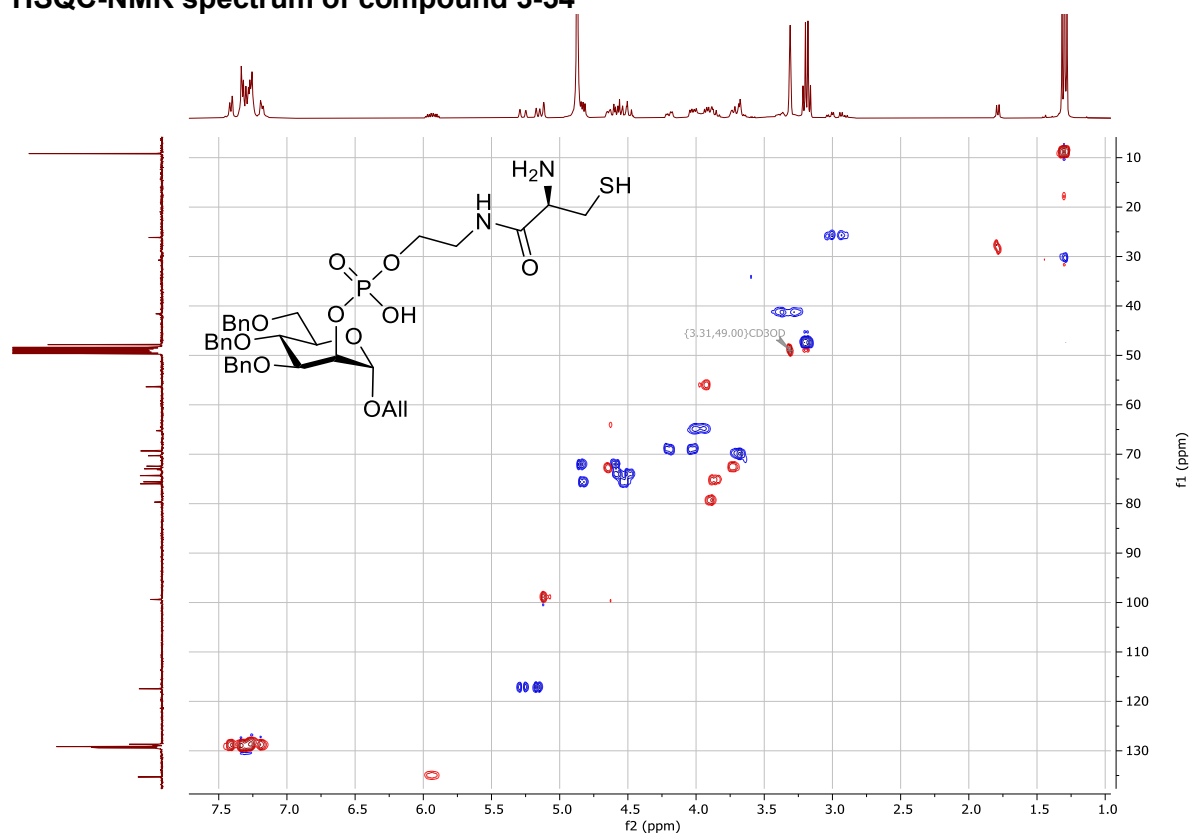 HSQC-NMR spectrum of compound 5-54
H₂N
SH
H
N
O
O
O
P
O
OH
BnO
O
BnO
BnO
OAll
{3.31,49.00}CD3OD
10
20
30
40
50
60
70
80
90
100
110
120
130
f1 (ppm)
7.5 7.0 6.5 6.0 5.5 5.0 4.5 4.0 3.5 3.0 2.5 2.0 1.5 1.0
f2 (ppm)